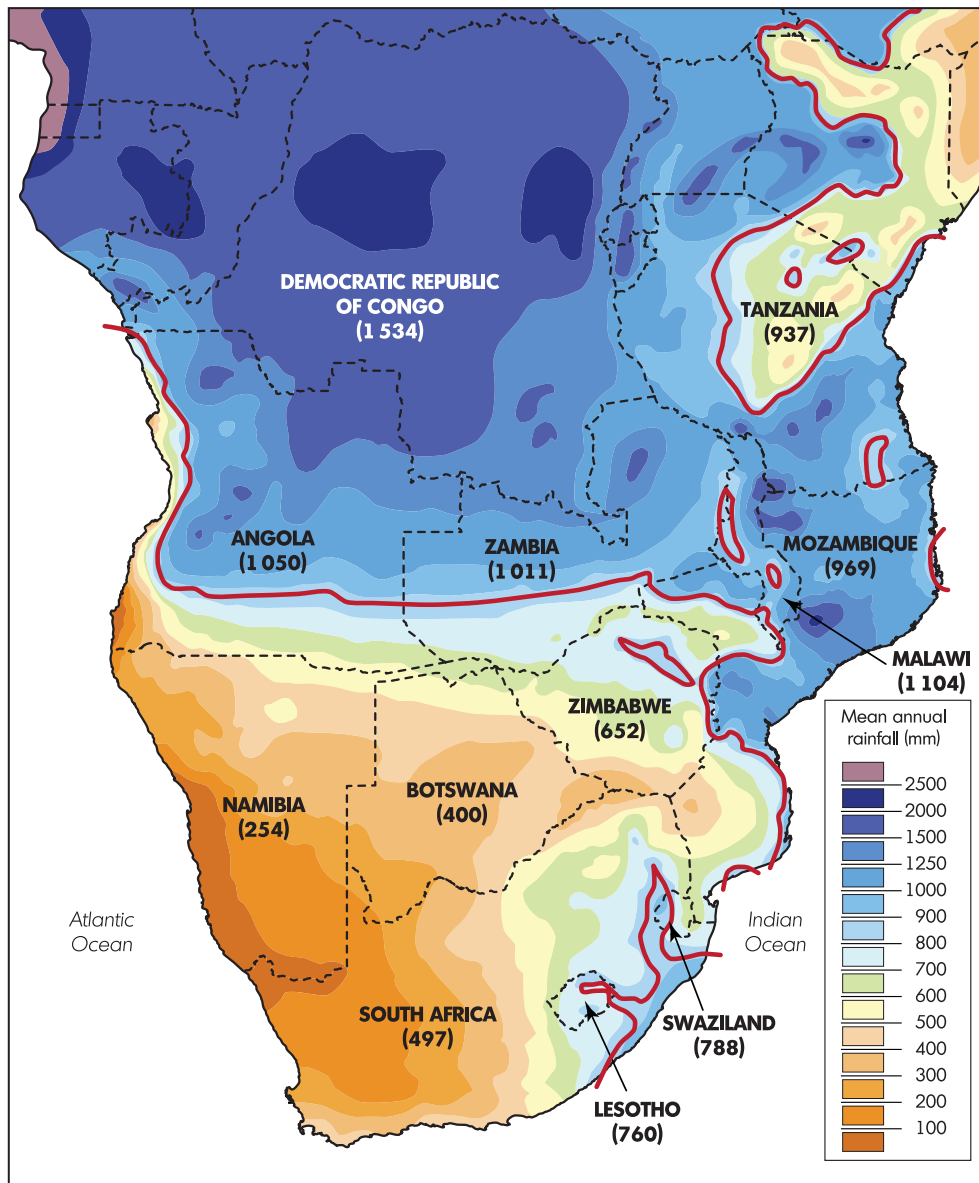 DEMOCRATIC REPUBLIC
OF CONGO
(1 534)
TANZANIA
(937)
ANGOLA
(1 050)
ZAMBIA
(1 011)
MOZAMBIQUE
(969)
MALAWI
(1 104)
ZIMBABWE
(652)
NAMIBIA
(254)
BOTSWANA
(400)
Atlantic
Ocean
Indian
Ocean
SOUTH AFRICA
(497)
SWAZILAND
(788)
LESOTHO
(760)
Mean annual
rainfall (mm)
2500
2000
1500
1250
1000
900
800
700
600
500
400
300
200
100